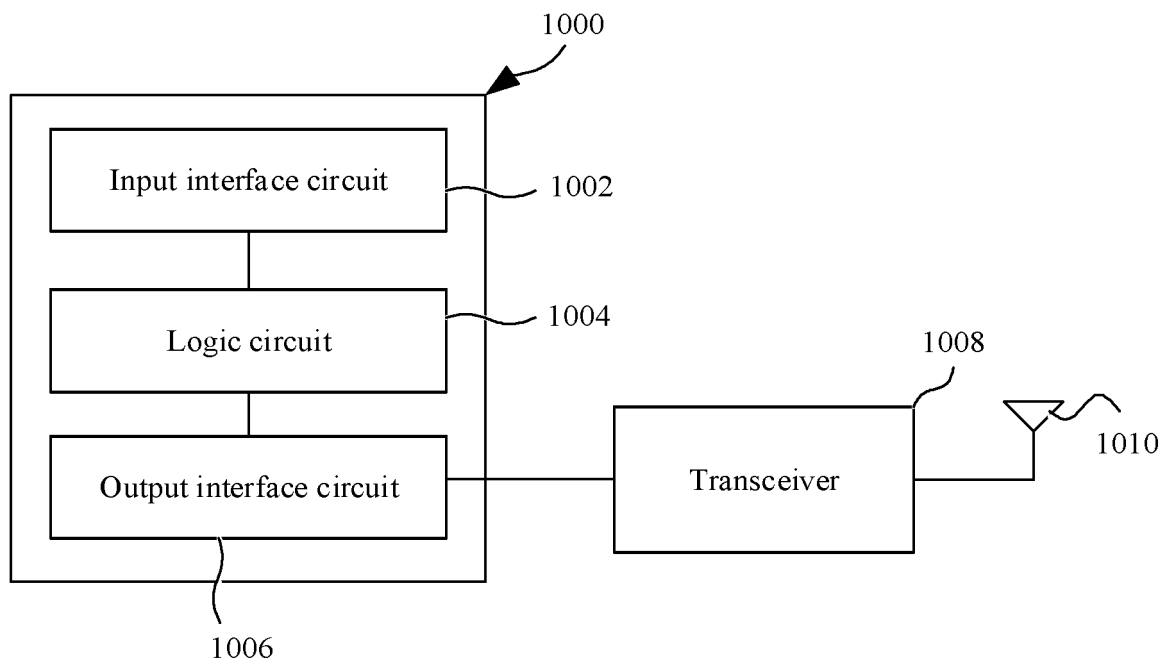 1000
Input interface circuit
1002
Logic circuit
1004
Output interface circuit
1006
Transceiver
1008
1010